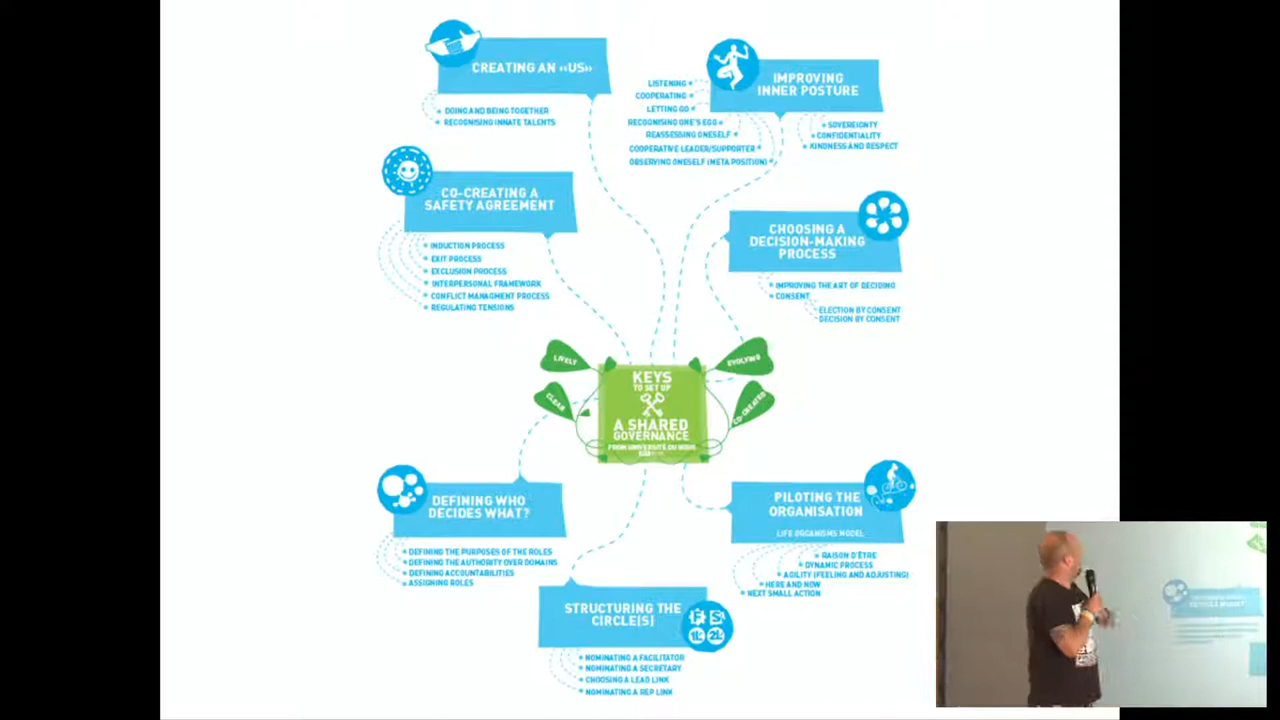 CREATING AN «US»
DOING AND BEING TOGETHER
RECOGNISING INNATE TALENTS
IMPROVING
INNER POSTURE
LISTENING
COOPERATING
LETTING GO
RECOGNISING ONE'S EGO
REASSESSING ONESELF
COOPERATIVE LEADER/SUPPORTER
OBSERVING ONESELF (META POSITION)
SOVEREIGNTY
CONFIDENTIALITY
KINDNESS AND RESPECT
CO-CREATING A
SAFETY AGREEMENT
INDUCTION PROCESS
EXIT PROCESS
EXCLUSION PROCESS
INTERPERSONAL FRAMEWORK
CONFLICT MANAGMENT PROCESS
REGULATING TENSIONS
CHOOSING A
DECISION-MAKING
PROCESS
IMPROVING THE ART OF DECIDING
CONSENT
ELECTION BY CONSENT
DECISION BY CONSENT
LIVELY
CLEAR
EVOLVING
CO-CREATED
KEYS
TO SET UP
A SHARED
GOVERNANCE
FROM UNIVERSITÉ DU NOUS
DEFINING WHO
DECIDES WHAT?
DEFINING THE PURPOSES OF THE ROLES
DEFINING THE AUTHORITY OVER DOMAINS
DEFINING ACCOUNTABILITIES
ASSIGNING ROLES
PILOTING THE
ORGANISATION
LIFE ORGANISMS MODEL
RAISON D'ÊTRE
DYNAMIC PROCESS
AGILITY (FEELING AND ADJUSTING)
HERE AND NOW
NEXT SMALL ACTION
STRUCTURING THE
CIRCLE(S)
F S
1L 2L
NOMINATING A FACILITATOR
NOMINATING A SECRETARY
CHOOSING A LEAD LINK
NOMINATING A REP LINK